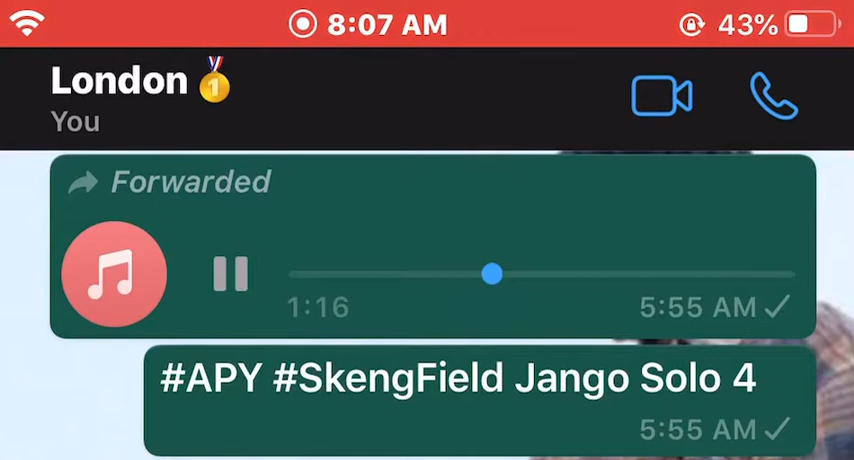 8:07 AM 43%
London 🥇
You
Forwarded
1:16 5:55 AM
#APY #SkengField Jango Solo 4
5:55 AM